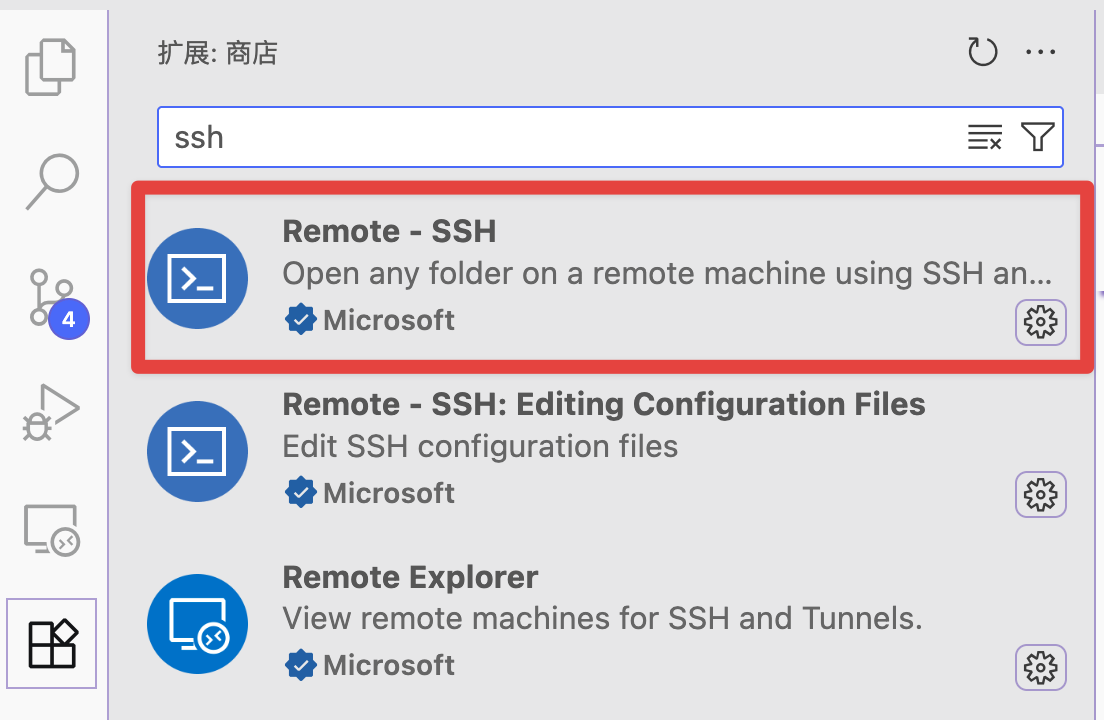 扩展: 商店
ssh
Remote - SSH
Open any folder on a remote machine using SSH an...
Microsoft
4
Remote - SSH: Editing Configuration Files
Edit SSH configuration files
Microsoft
Remote Explorer
View remote machines for SSH and Tunnels.
Microsoft